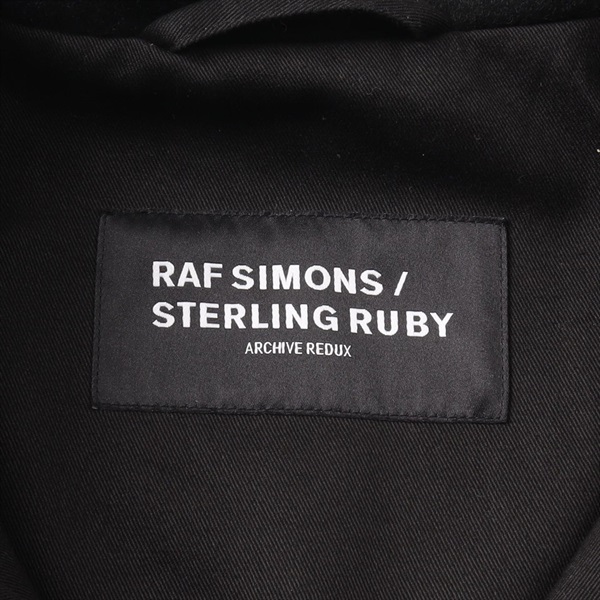 RAF SIMONS /
STERLING RUBY
ARCHIVE REDUX